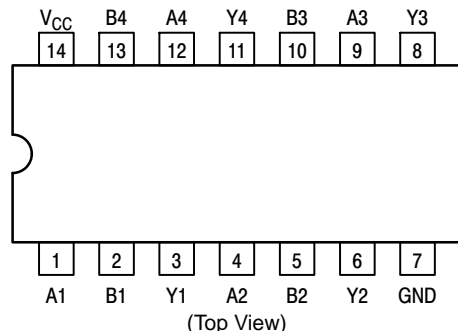 VCC B4 A4 Y4 B3 A3 Y3
14 13 12 11 10 9 8
1 2 3 4 5 6 7
A1 B1 Y1 A2 B2 Y2 GND
(Top View)